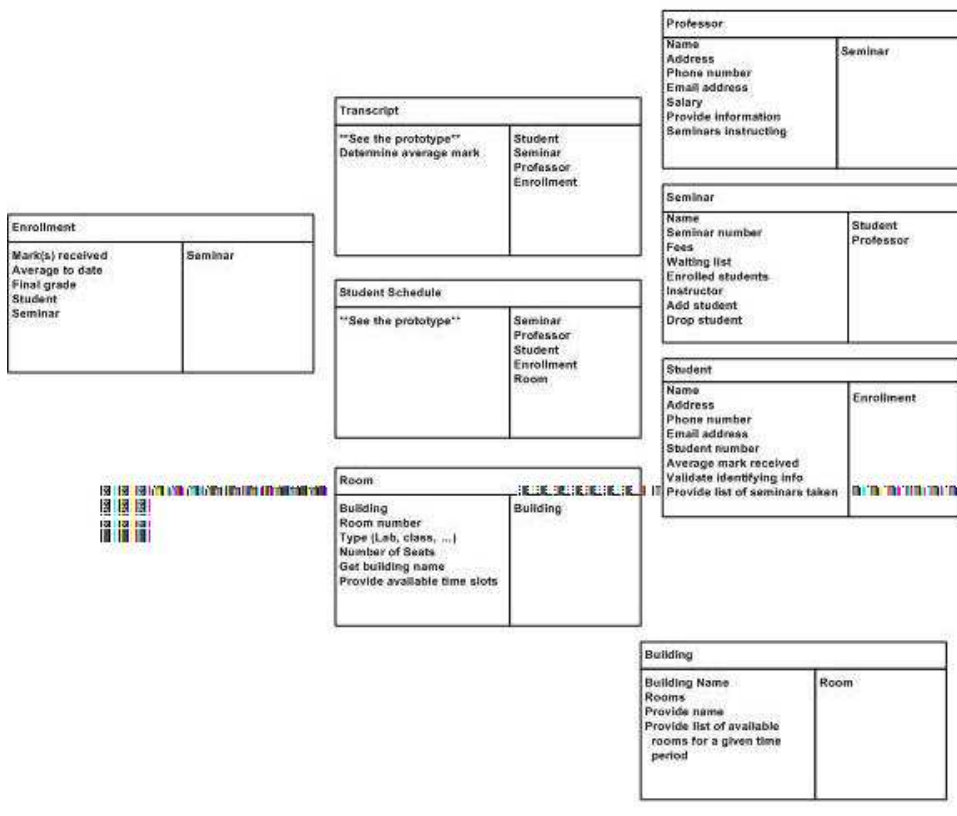 Professor
Name
Address
Phone number
Email address
Salary
Provide information
Seminars instructing
Seminar
Transcript
**See the prototype**
Determine average mark
Student
Seminar
Professor
Enrollment
Seminar
Name
Seminar number
Fees
Waiting list
Enrolled students
Instructor
Add student
Drop student
Student
Professor
Enrollment
Mark(s) received
Average to date
Final grade
Student
Seminar
Seminar
Student Schedule
**See the prototype**
Seminar
Professor
Student
Enrollment
Room
Student
Name
Address
Phone number
Email address
Student number
Average mark received
Validate identifying info
Provide list of seminars taken
Enrollment
Room
Building
Room number
Type (Lab, class, ...)
Number of Seats
Get building name
Provide available time slots
Building
Building
Building Name
Rooms
Provide name
Provide list of available
rooms for a given time
period
Room